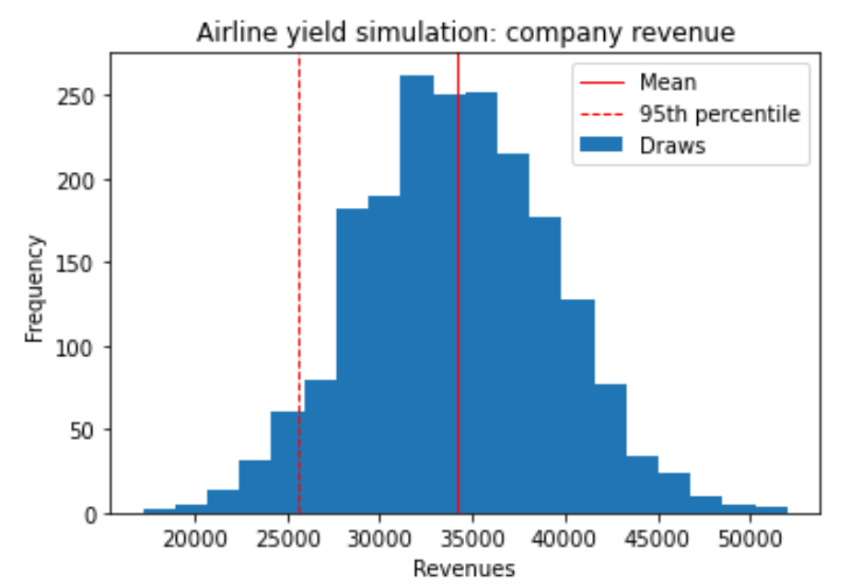 Airline yield simulation: company revenue
Mean
95th percentile
Draws
250
200
150
100
50
0
Frequency
20000 25000 30000 35000 40000 45000 50000
Revenues